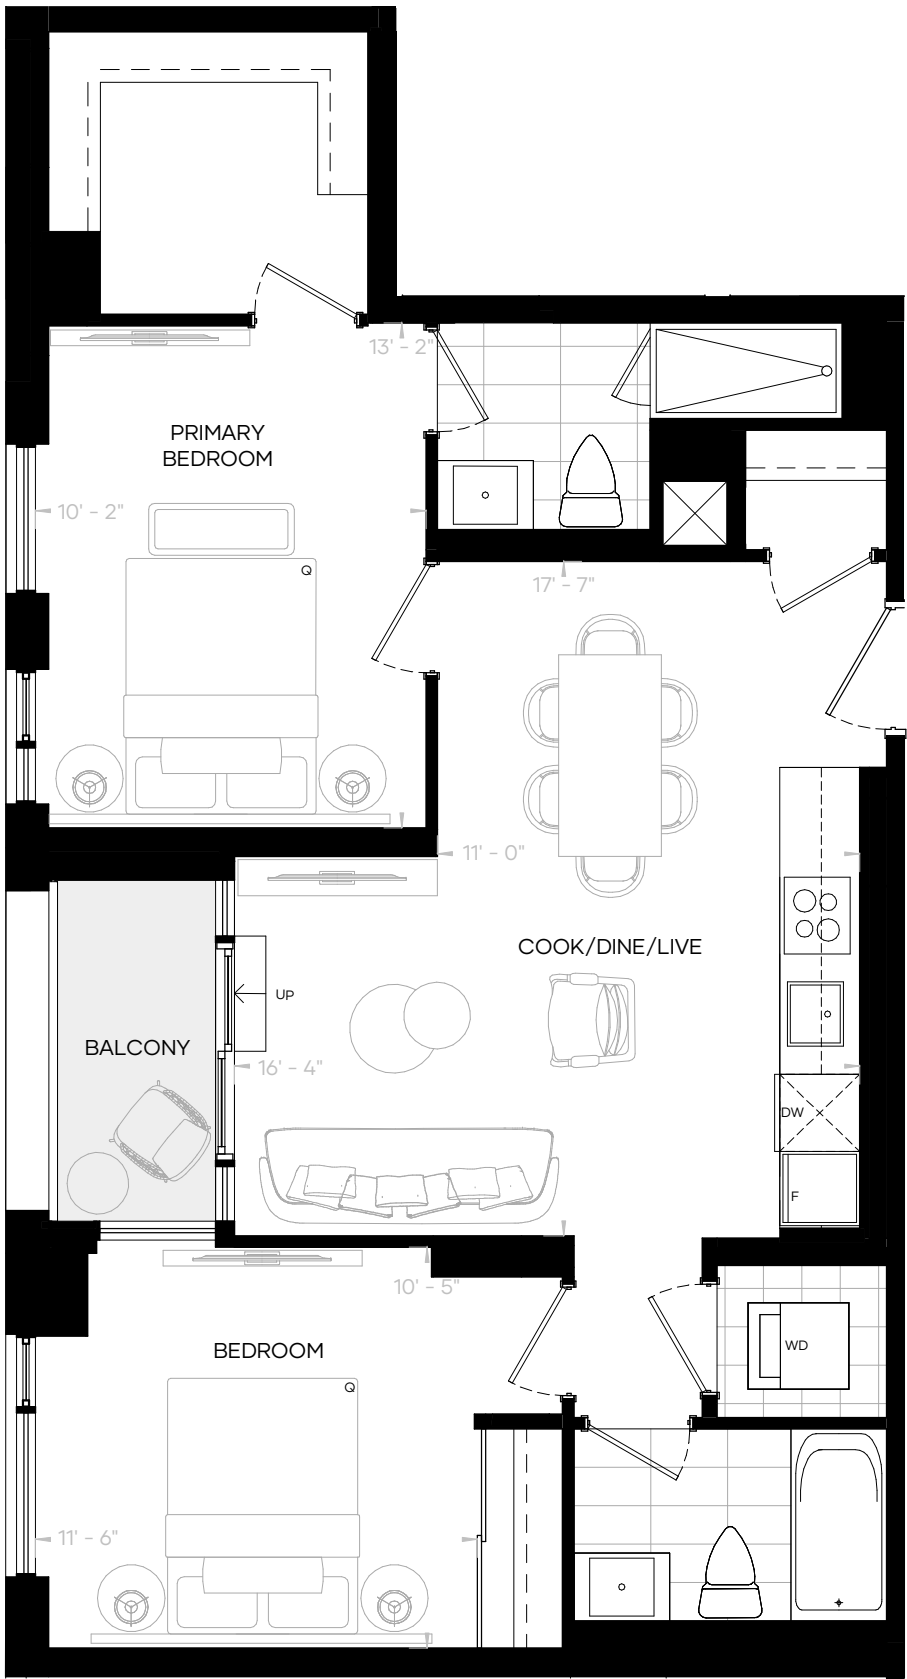 13' - 2"
PRIMARY
BEDROOM
10' - 2"
Q
17' - 7"
11' - 0"
COOK/DINE/LIVE
UP
BALCONY
16' - 4"
DW
F
10' - 5"
BEDROOM
WD
Q
11' - 6"